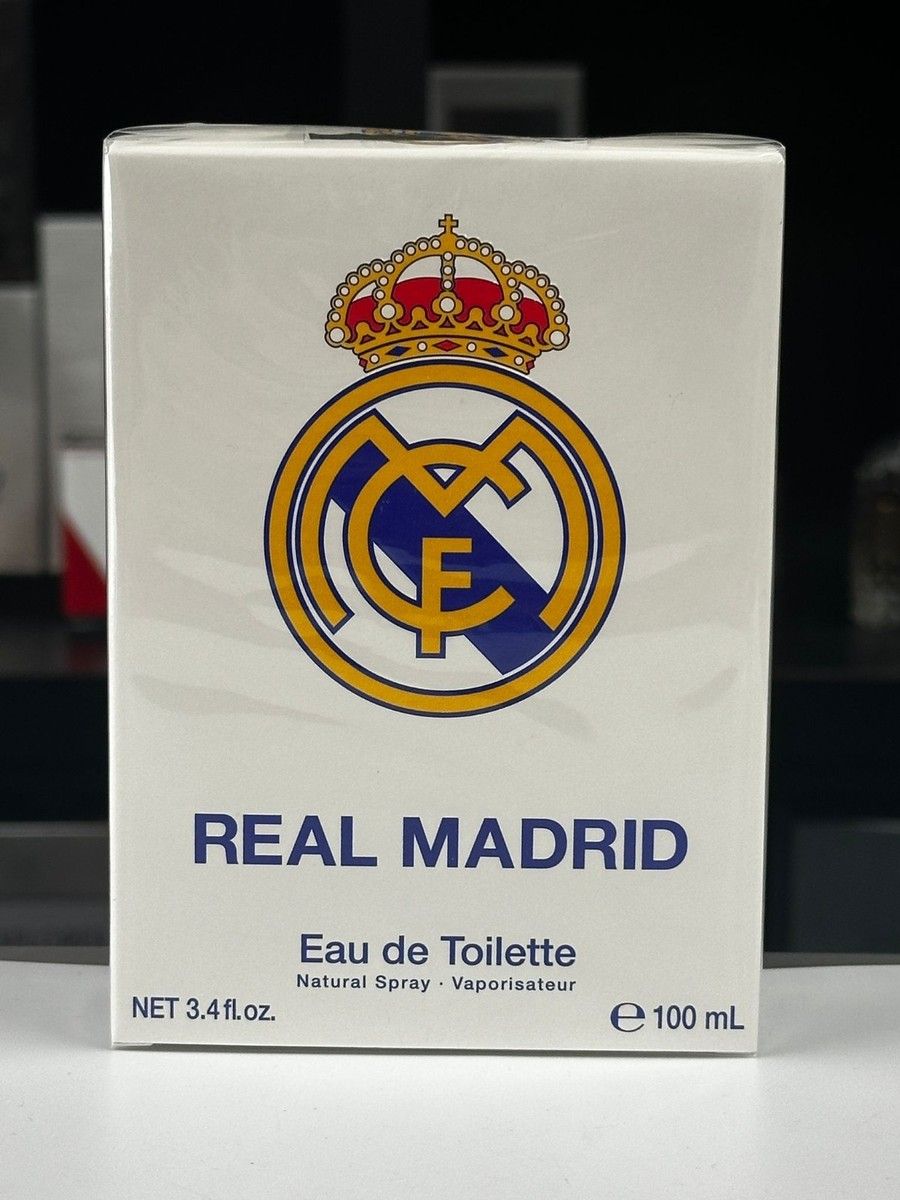 REAL MADRID
Eau de Toilette
Natural Spray · Vaporisateur
NET 3.4 fl. oz.
℮ 100 mL